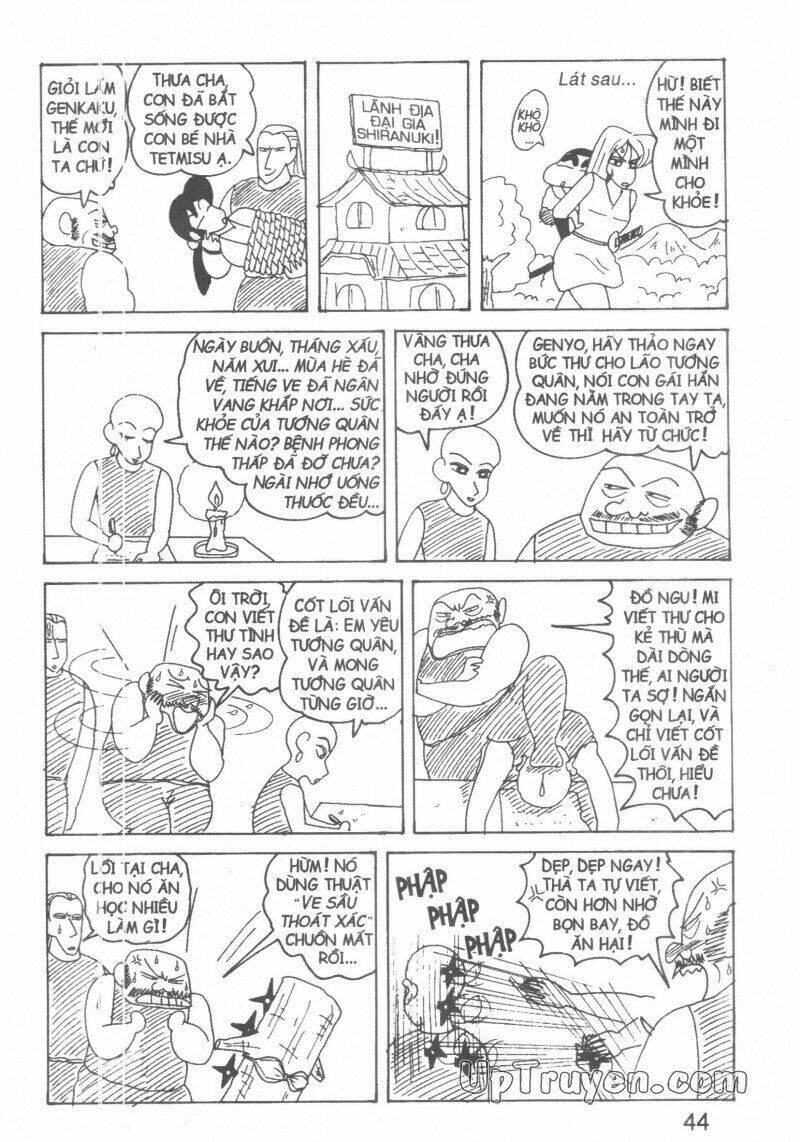 Lát sau...
HỪ! BIẾT
THẾ NÀY
MÌNH ĐI
MỘT
MÌNH
CHO
KHỎE!
KHÒ
KHÒ
...
LÃNH ĐỊA
ĐẠI GIA
SHIRANUKI!
THƯA CHA,
CON ĐÃ BẮT
SỐNG ĐƯỢC
CON BÉ NHÀ
TETMISU Ạ.
GIỎI LẮM
GENKAKU,
THẾ MỚI
LÀ CON
TA CHỨ!
GENYO, HÃY THẢO NGAY
BỨC THƯ CHO LÃO TƯỚNG
QUÂN, NÓI CON GÁI HẮN
ĐANG NẰM TRONG TAY TA,
MUỐN NÓ AN TOÀN TRỞ
VỀ THÌ HÃY TỪ CHỨC!
VÂNG THƯA
CHA, CHA
NHỜ ĐÚNG
NGƯỜI RỒI
ĐẤY Ạ!
NGÀY BUỒN, THÁNG XẤU,
NĂM XUI... MÙA HÈ ĐÃ
VỀ, TIẾNG VE ĐÃ NGÂN
VANG KHẮP NƠI... SỨC
KHỎE CỦA TƯỚNG QUÂN
THẾ NÀO? BỆNH PHONG
THẤP ĐÃ ĐỠ CHƯA?
NGÀI NHỚ UỐNG
THUỐC ĐỀU...
ĐỒ NGU! MI
VIẾT THƯ CHO
KẺ THÙ MÀ
DÀI DÒNG
THẾ, AI NGƯỜI
TA SỢ! NGẮN
GỌN LẠI, VÀ
CHỈ VIẾT CỐT
LÕI VẤN ĐỀ
THÔI, HIỂU
CHƯA!
CỐT LÕI VẤN
ĐỀ LÀ: EM YÊU
TƯỚNG QUÂN,
VÀ MONG
TƯỚNG QUÂN
TỪNG GIỜ...
ÔI TRỜI,
CON VIẾT
THƯ TÌNH
HAY SAO
VẬY?
DẸP, DẸP NGAY!
THÀ TA TỰ VIẾT,
CÒN HƠN NHỜ
BỌN BAY, ĐỒ
ĂN HẠI!
PHẬP
PHẬP
PHẬP
HỪM! NÓ
DÙNG THUẬT
"VE SẦU
THOÁT XÁC"
CHUỒN MẤT
RỒI...
LỖI TẠI CHA,
CHO NÓ ĂN
HỌC NHIỀU
LÀM GÌ!
UpTruyen.com
44